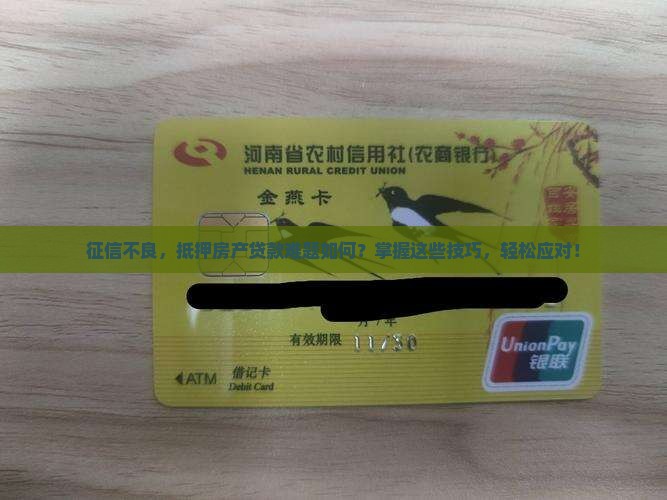 河南省农村信用社(农商银行)
HENAN RURAL CREDIT UNION
金燕卡
征信不良，抵押房产贷款难题如何？掌握这些技巧，轻松应对！
月/年
有效期限 11/30
UnionPay
银联
ATM 借记卡
Debit Card